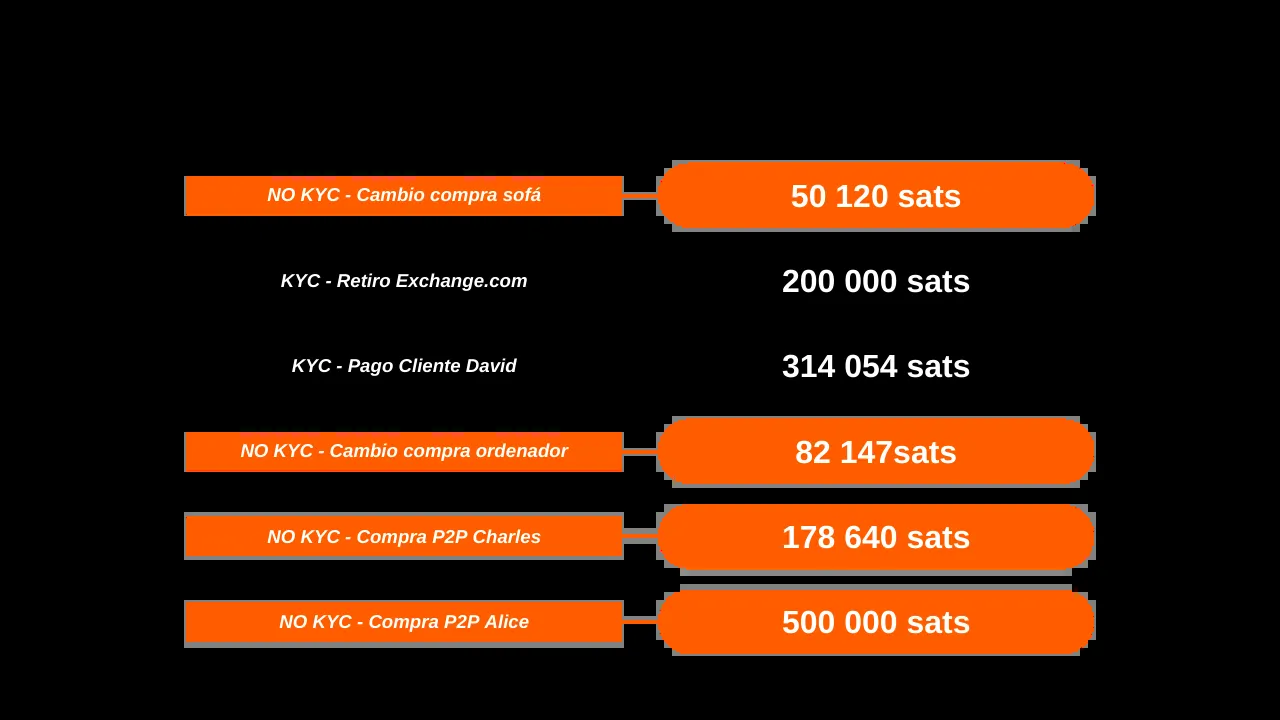 NO KYC - Cambio compra sofá
50 120 sats
KYC - Retiro Exchange.com
200 000 sats
KYC - Pago Cliente David
314 054 sats
NO KYC - Cambio compra ordenador
82 147sats
NO KYC - Compra P2P Charles
178 640 sats
NO KYC - Compra P2P Alice
500 000 sats